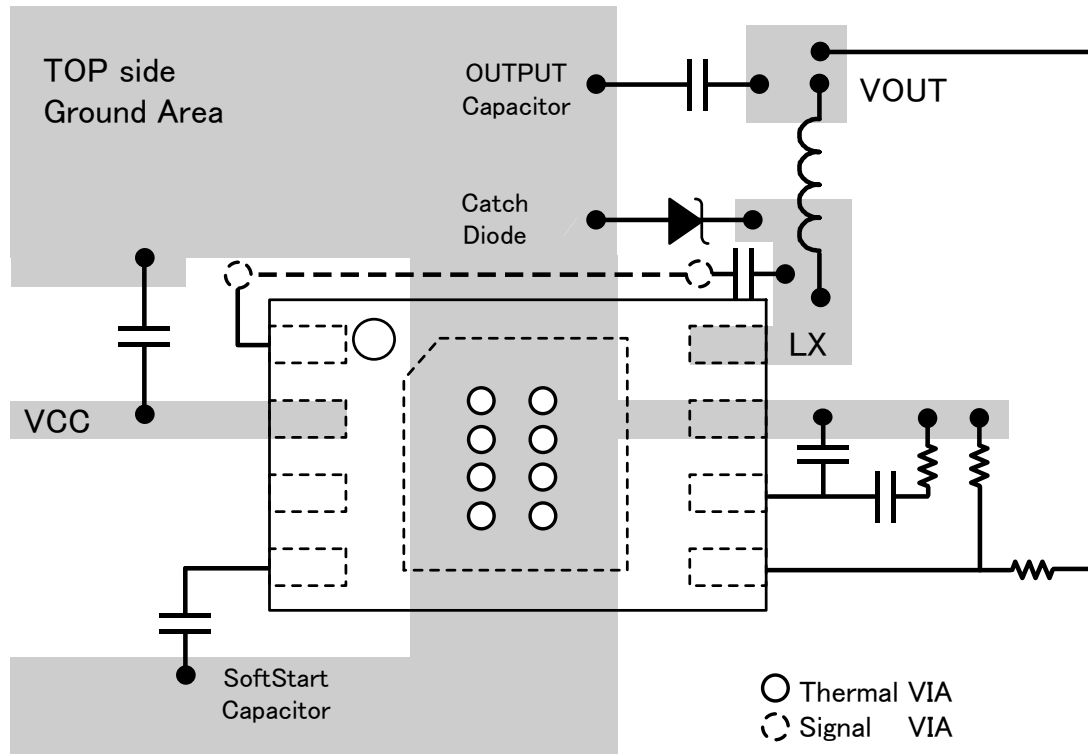 TOP side
Ground Area
OUTPUT
Capacitor
VOUT
Catch
Diode
LX
VCC
SoftStart
Capacitor
Thermal VIA
Signal VIA